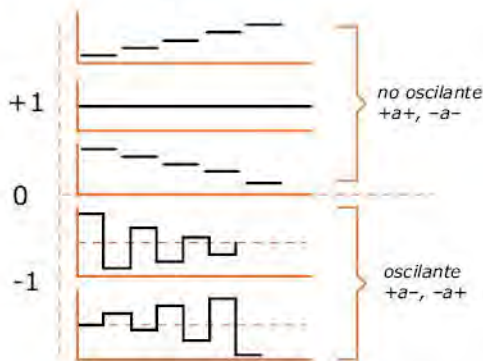 +1
no oscilante
+a+, -a-
0
-1
oscilante
+a-, -a+